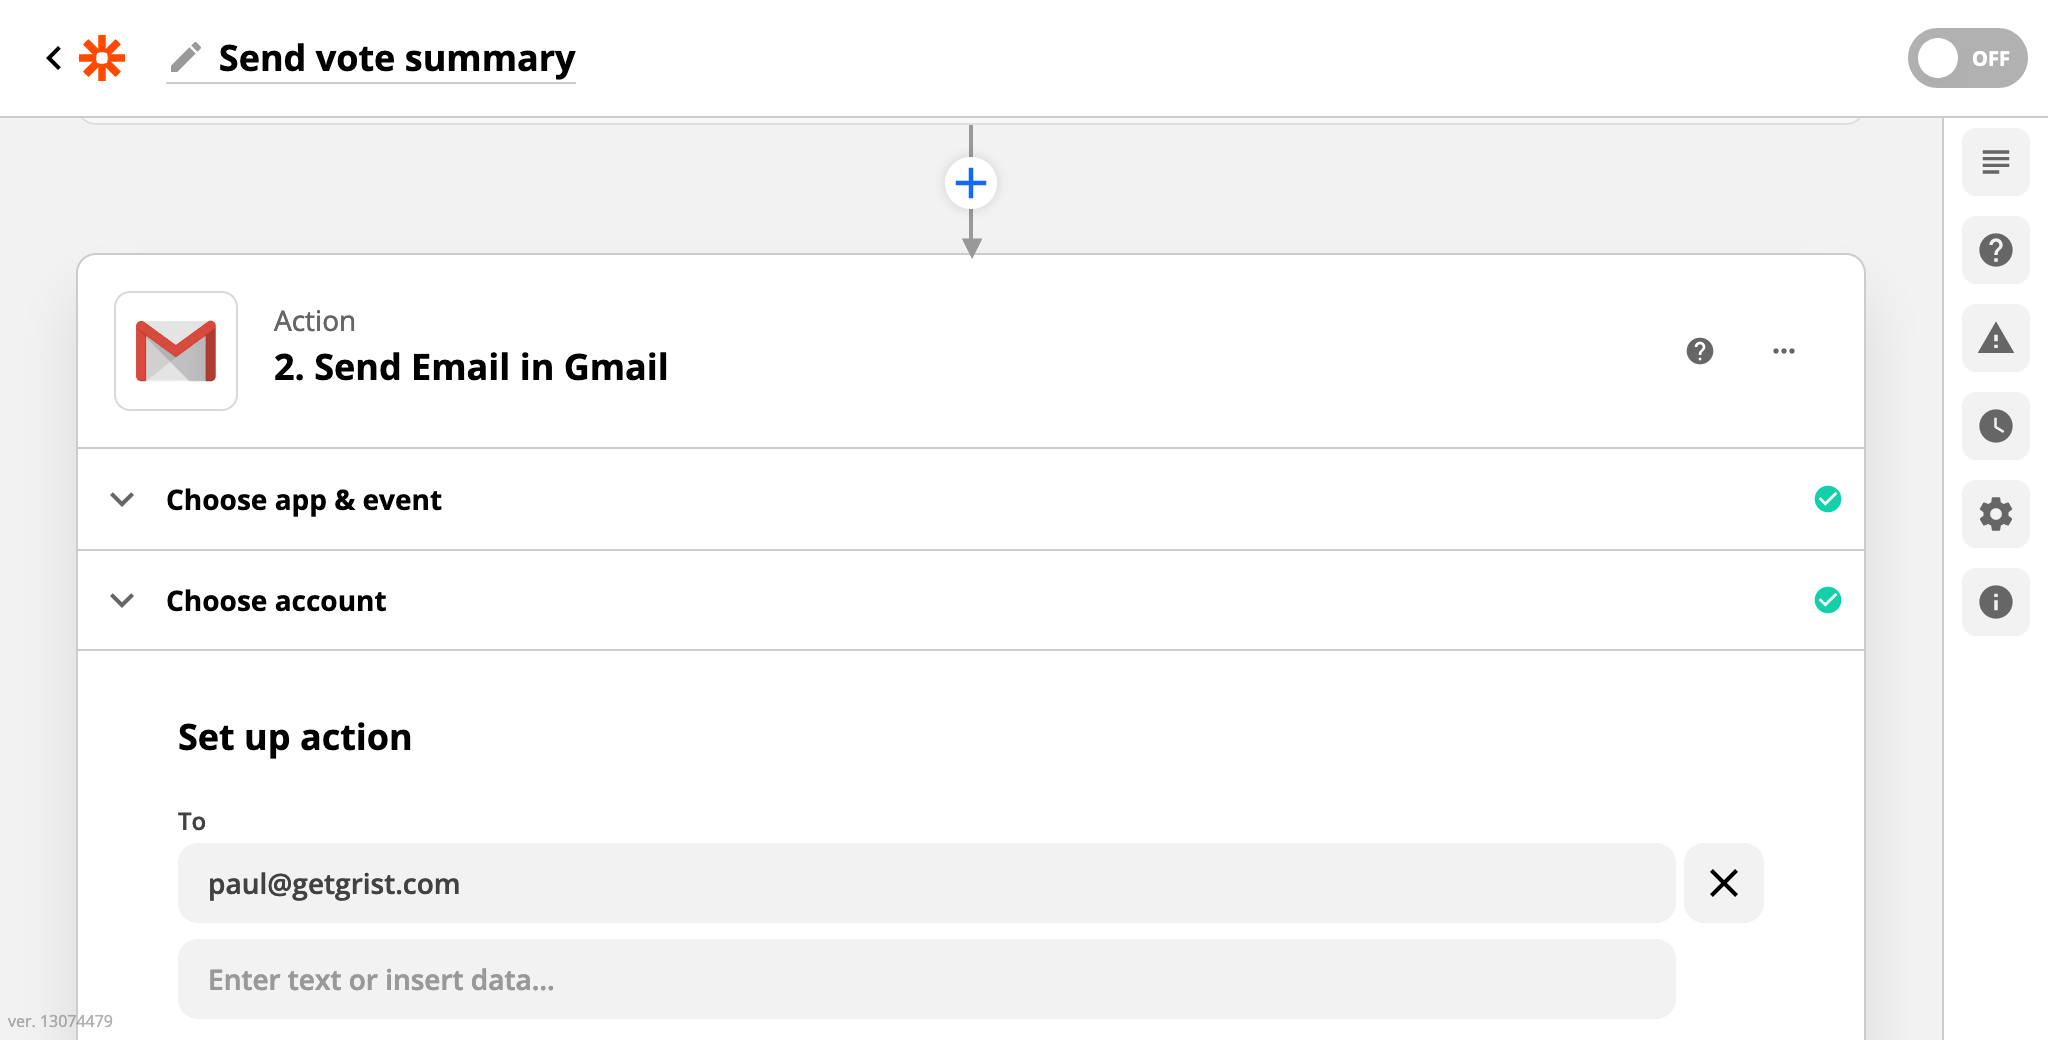 Send vote summary
OFF
Action
2. Send Email in Gmail
Choose app & event
Choose account
Set up action
To
paul@getgrist.com
Enter text or insert data...
ver. 13074479